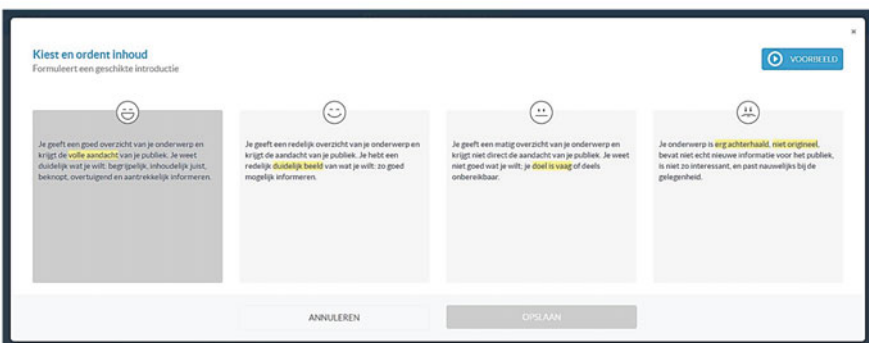 ×
Kiest en ordent inhoud
Formuleert een geschikte introductie
VOORBEELD
Je geeft een goed overzicht van je onderwerp en
krijgt de volle aandacht van je publiek. Je weet
duidelijk wat je wilt: begrijpelijk, inhoudelijk juist,
beknopt, overtuigend en aantrekkelijk informeren.
Je geeft een redelijk overzicht van je onderwerp en
krijgt de aandacht van je publiek. Je hebt een
redelijk duidelijk beeld van wat je wilt: zo goed
mogelijk informeren.
Je geeft een matig overzicht van je onderwerp en
krijgt niet direct de aandacht van je publiek. Je weet
niet goed wat je wilt; je doel is vaag of deels
onbereikbaar.
Je onderwerp is erg achterhaald, niet origineel,
bevat niet echt nieuwe informatie voor het publiek,
is niet zo interessant, en past nauwelijks bij de
gelegenheid.
ANNULEREN
OPSLAAN